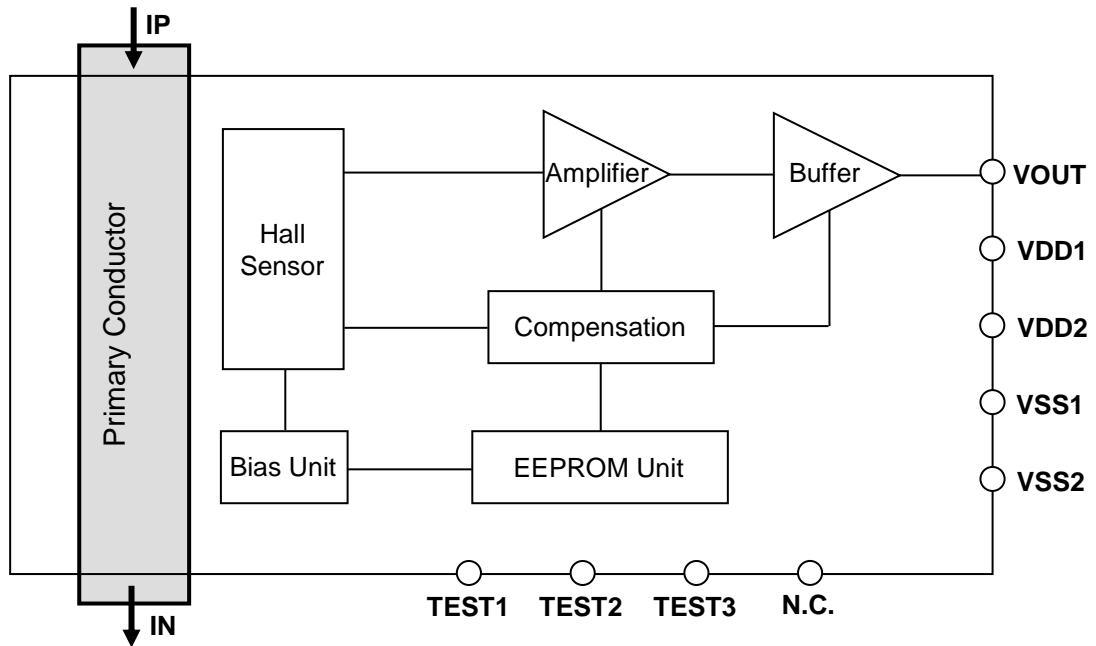 IP
Primary Conductor
Hall
Sensor
Amplifier
Buffer
Compensation
Bias Unit
EEPROM Unit
VOUT
VDD1
VDD2
VSS1
VSS2
TEST1
TEST2
TEST3
N.C.
IN